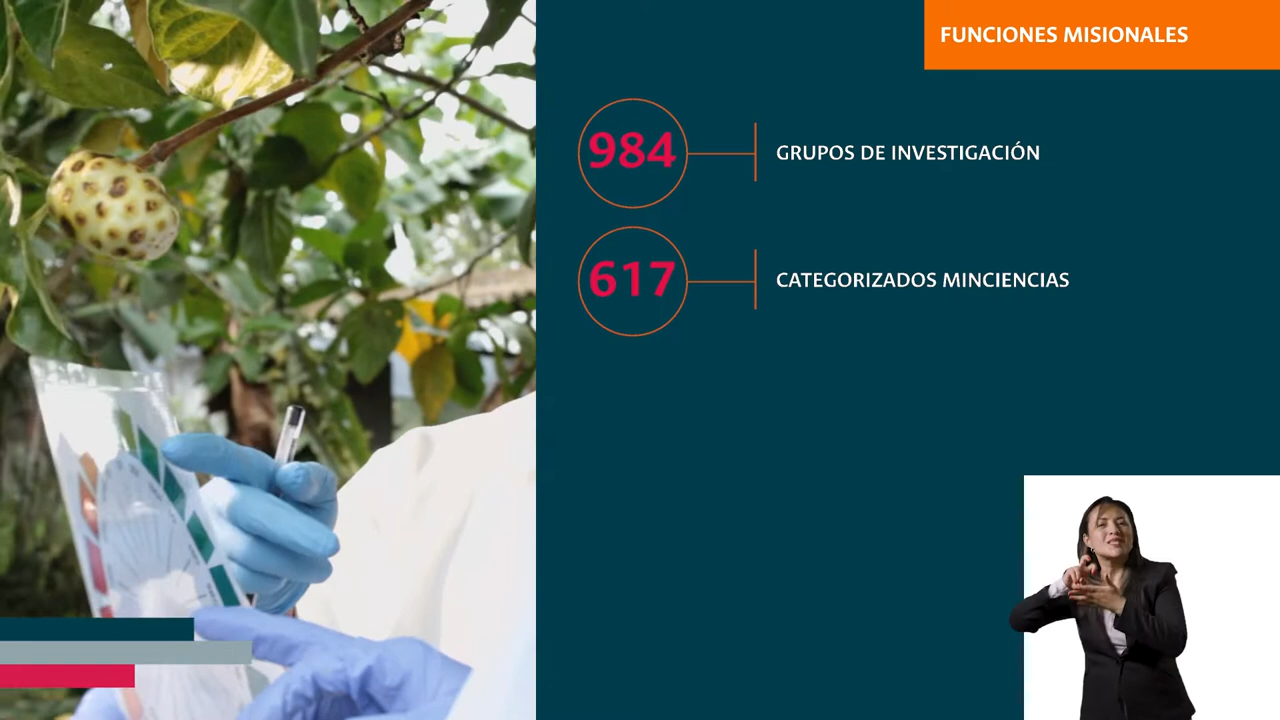 FUNCIONES MISIONALES
984
GRUPOS DE INVESTIGACIÓN
617
CATEGORIZADOS MINCIENCIAS